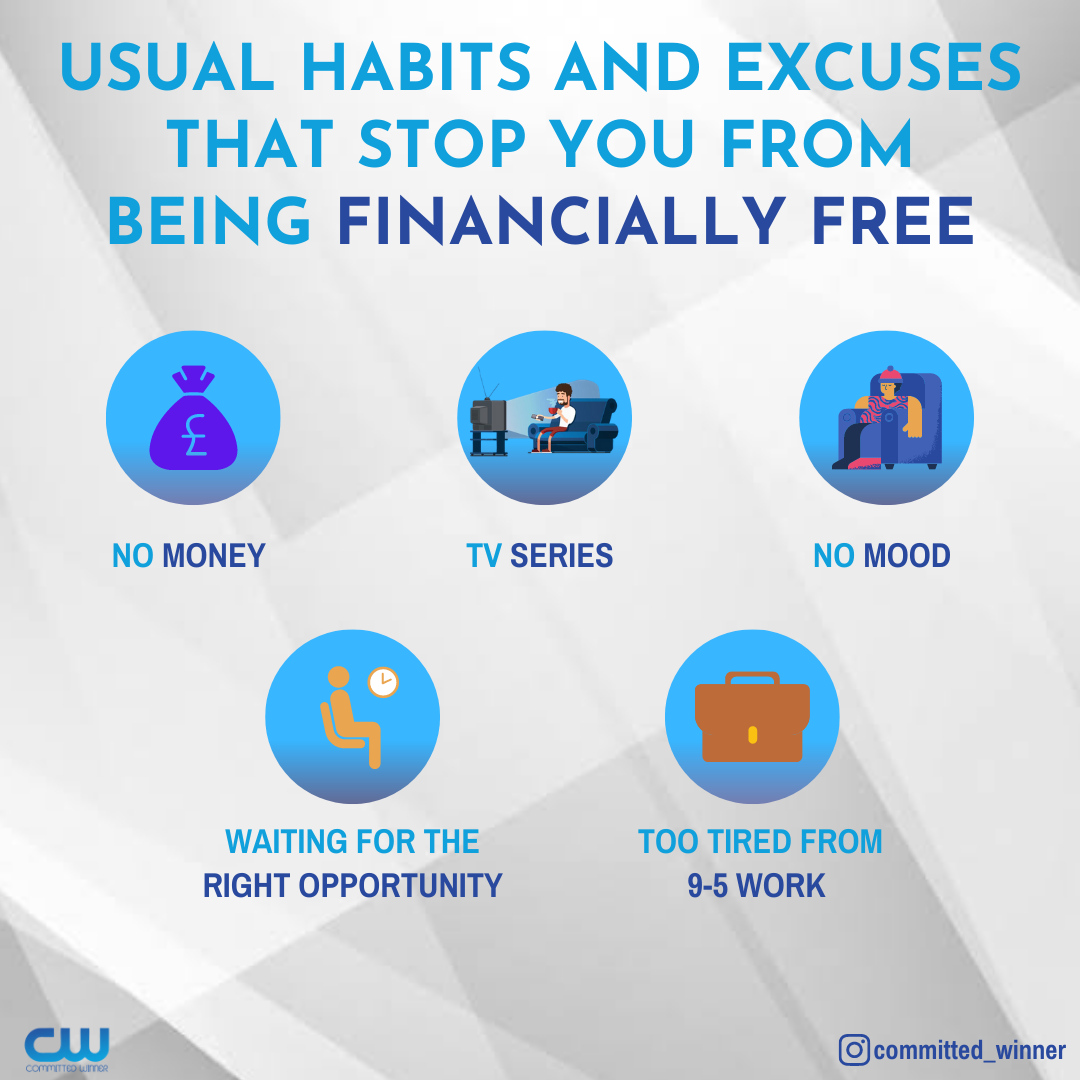 USUAL HABITS AND EXCUSES
THAT STOP YOU FROM
BEING FINANCIALLY FREE
£
NO MONEY
TV SERIES
NO MOOD
WAITING FOR THE
RIGHT OPPORTUNITY
TOO TIRED FROM
9-5 WORK
CW
COMMITTED WINNER
committed_winner